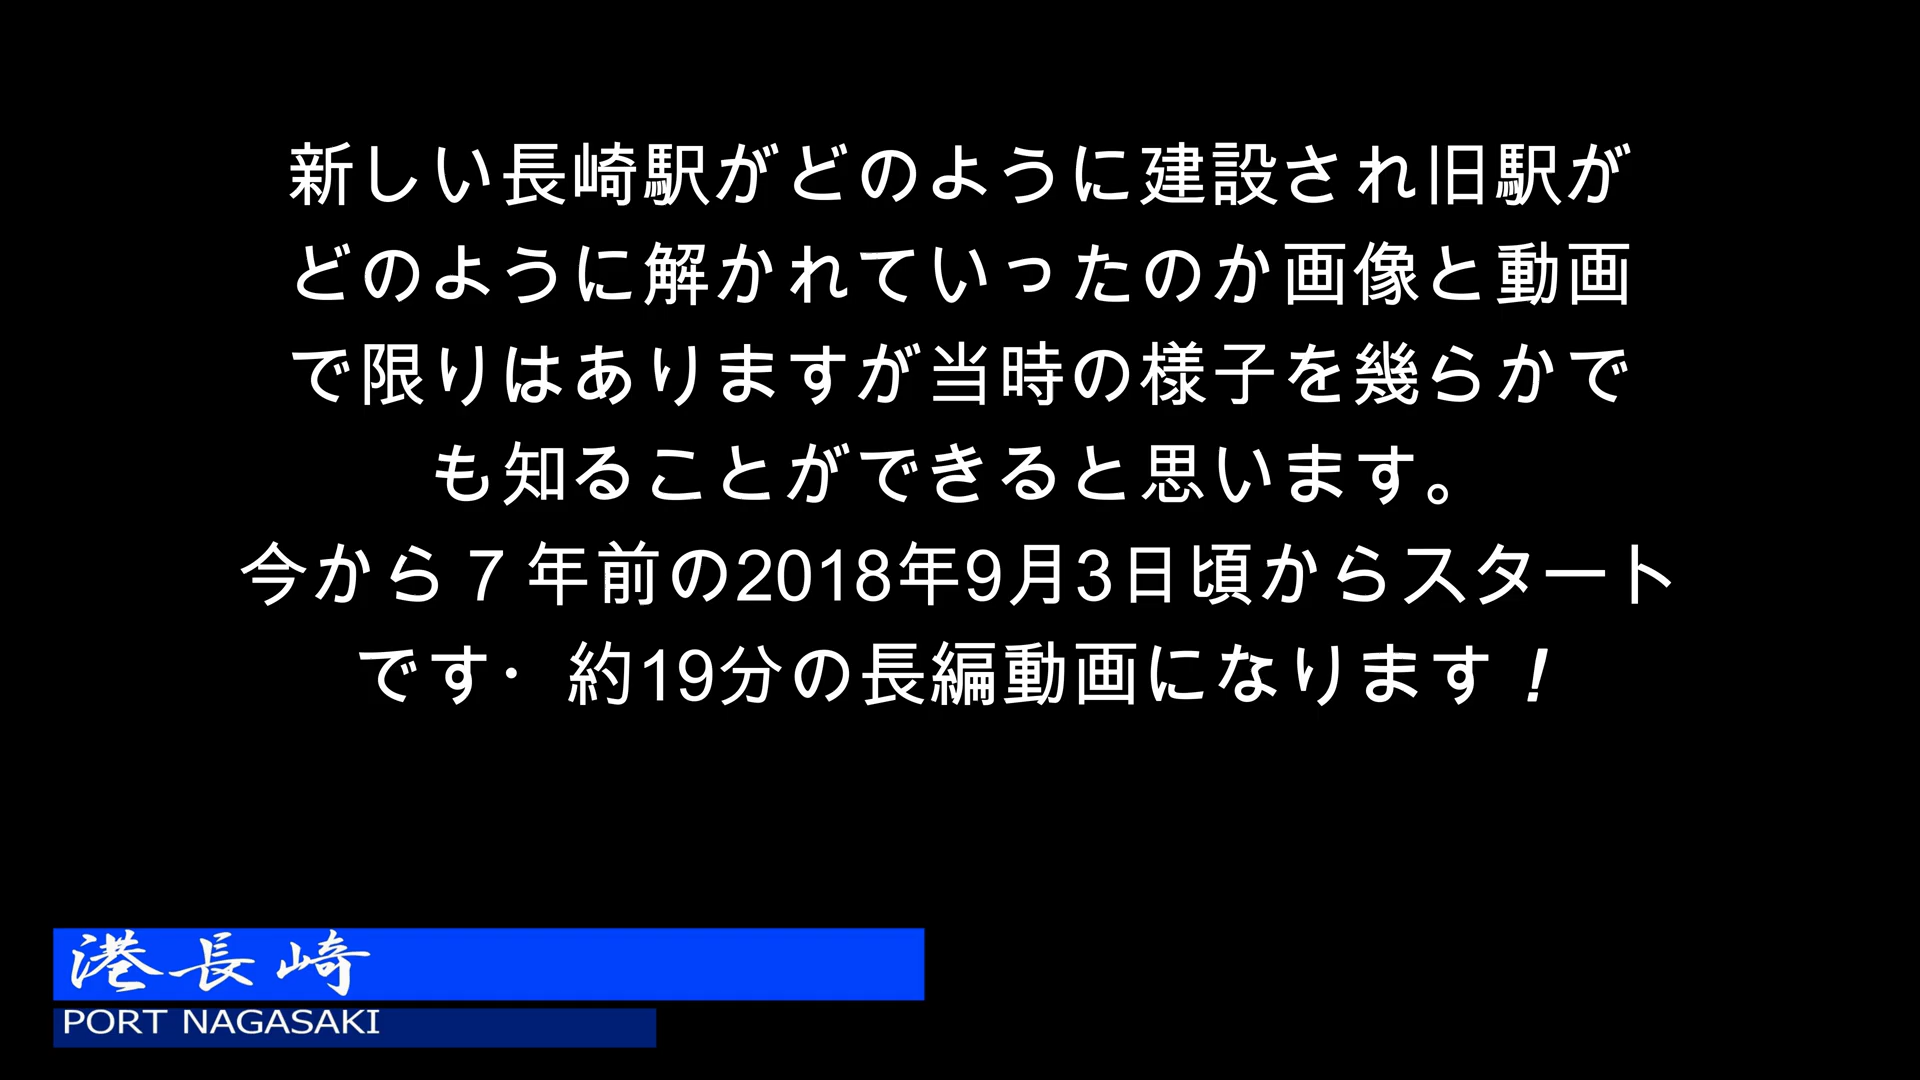 新しい長崎駅がどのように建設され旧駅が
どのように解かれていったのか画像と動画
で限りはありますが当時の様子を幾らかで
も知ることができると思います。
今から７年前の2018年9月3日頃からスタート
です・約19分の長編動画になります！
港長崎
PORT NAGASAKI